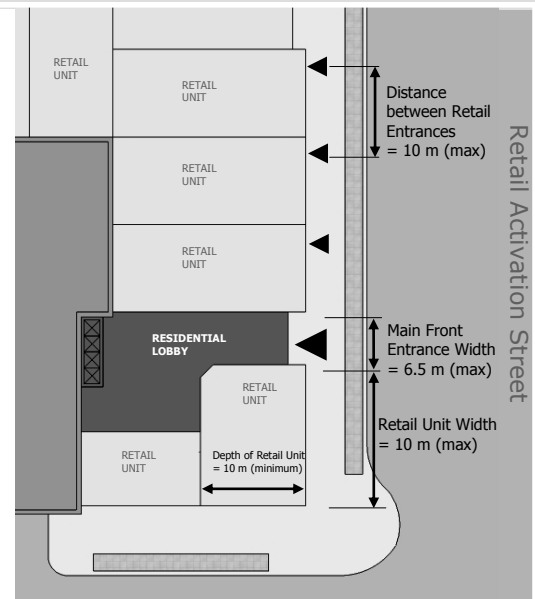 RETAIL
UNIT
RETAIL
UNIT
Distance
between Retail
Entrances
= 10 m (max)
Retail Activation Street
RETAIL
UNIT
RETAIL
UNIT
RESIDENTIAL
LOBBY
Main Front
Entrance Width
= 6.5 m (max)
RETAIL
UNIT
Retail Unit Width
= 10 m (max)
RETAIL
UNIT
Depth of Retail Unit
= 10 m (minimum)